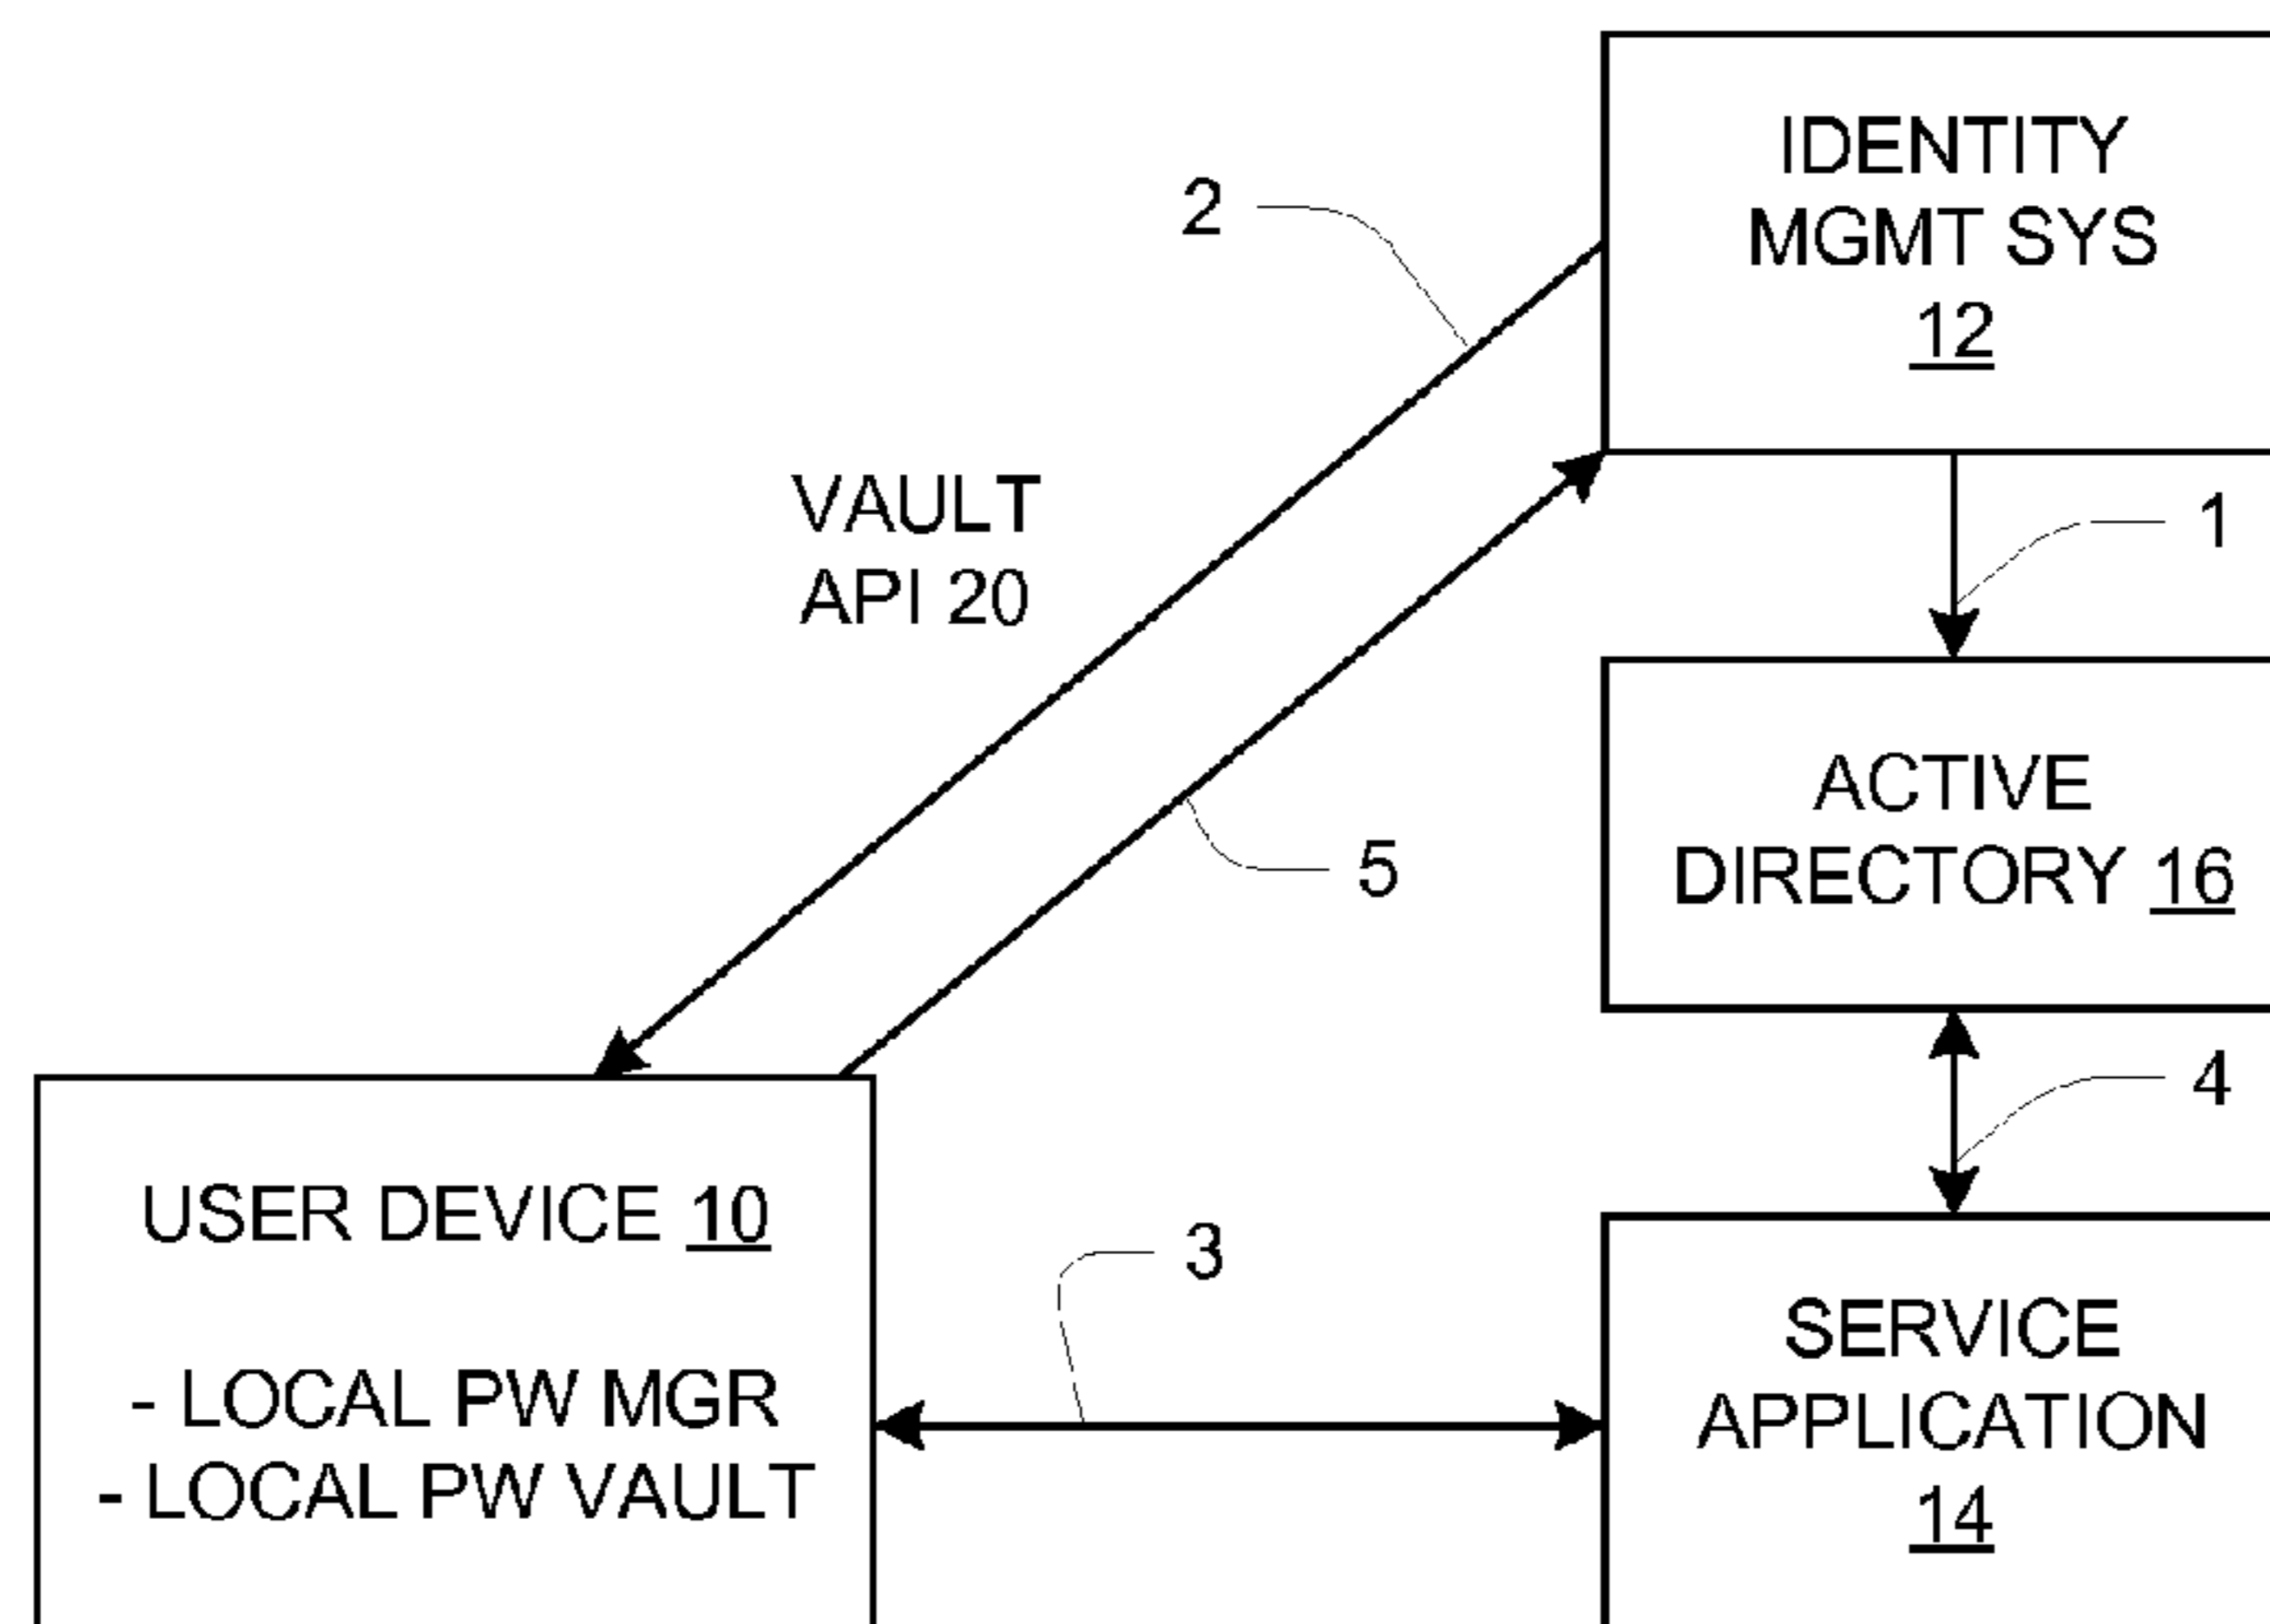 IDENTITY
MGMT SYS
12
2
VAULT
API 20
1
ACTIVE
DIRECTORY 16
5
4
USER DEVICE 10
- LOCAL PW MGR
- LOCAL PW VAULT
3
SERVICE
APPLICATION
14